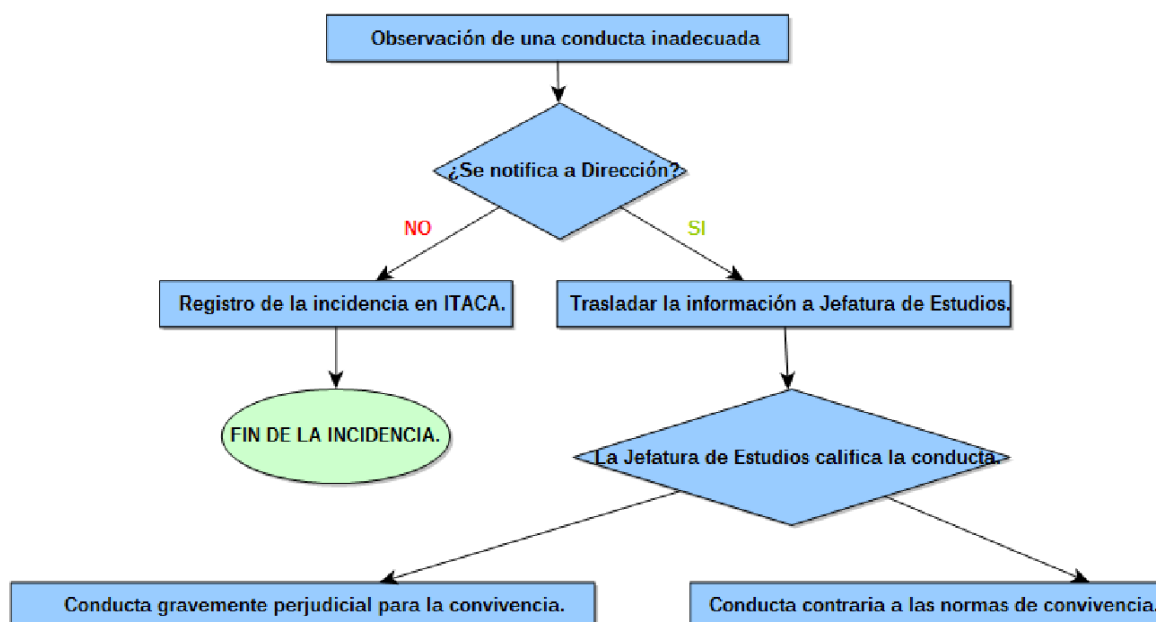 Observación de una conducta inadecuada
¿Se notifica a Dirección?
NO
SI
Registro de la incidencia en ITACA.
Trasladar la información a Jefatura de Estudios.
FIN DE LA INCIDENCIA.
La Jefatura de Estudios califica la conducta.
Conducta gravemente perjudicial para la convivencia.
Conducta contraria a las normas de convivencia.